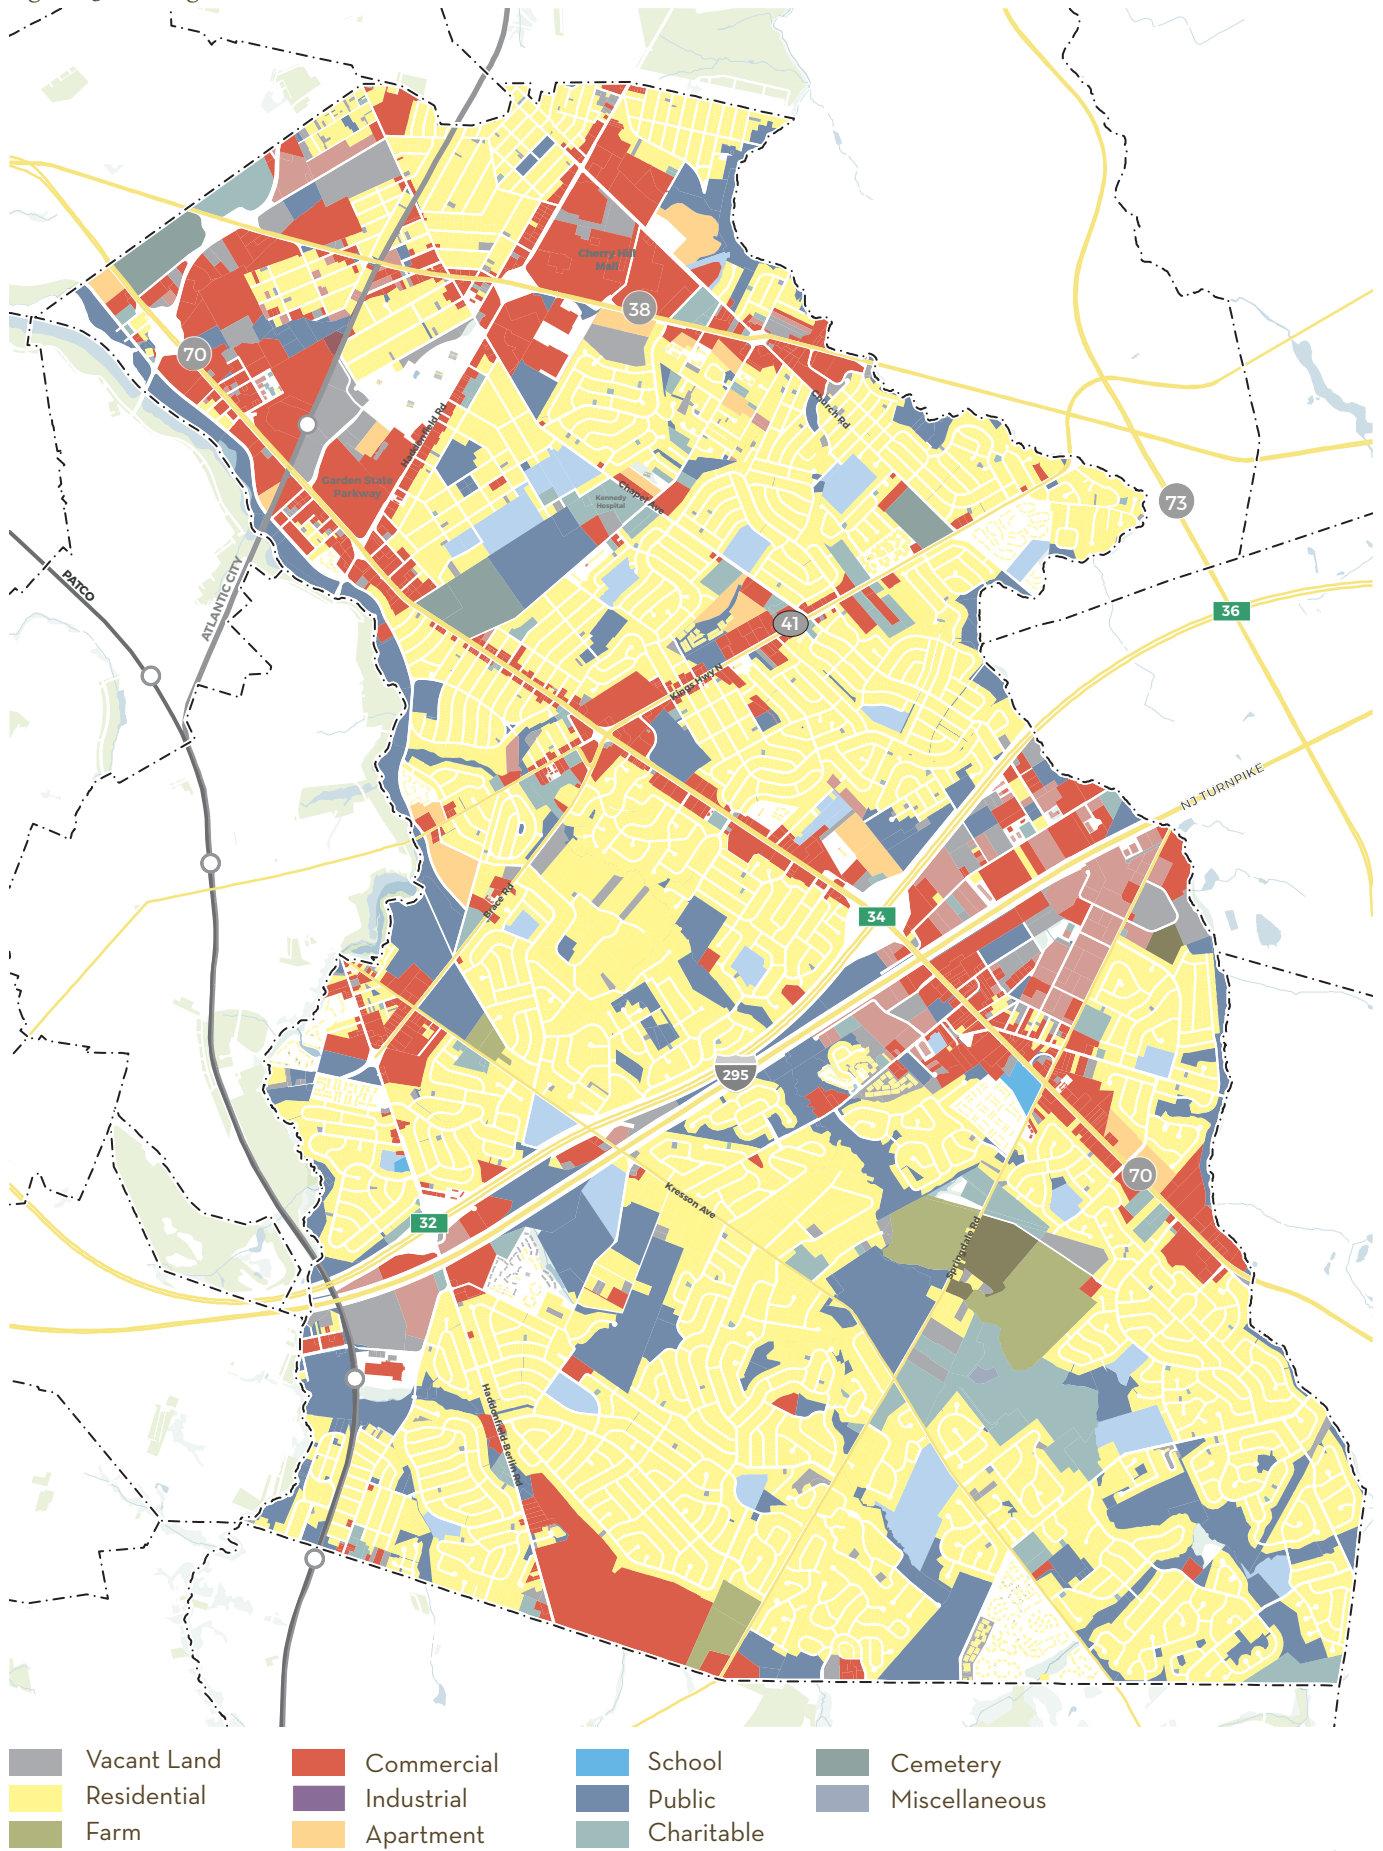 Cherry Hill
Mall
38
70
Haddonfield Rd
Church Rd
Garden State
Parkway
Chapel Ave
Kennedy
Hospital
73
PATCO
ATLANTIC CITY
36
41
Kings Hwy N
NJ TURNPIKE
Brace Rd
34
295
70
Kresson Ave
32
Springdale Rd
Haddonfield-Berlin Rd
Vacant Land
Commercial
School
Cemetery
Residential
Industrial
Public
Miscellaneous
Farm
Apartment
Charitable